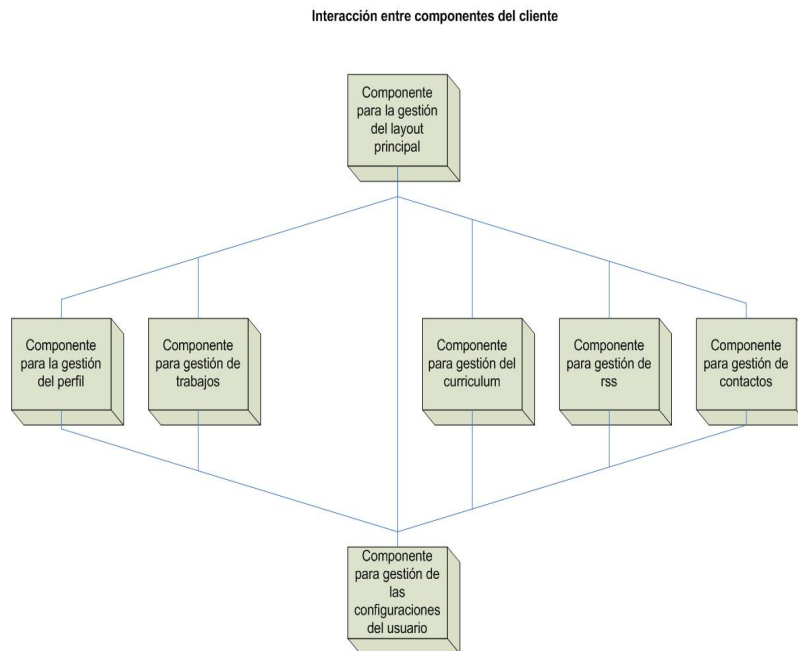 Interacción entre componentes del cliente
Componente
para la gestión
del layout
principal
Componente
para la gestión
del perfil
Componente
para gestión de
trabajos
Componente
para gestión del
curriculum
Componente
para gestión de
rss
Componente
para gestión de
contactos
Componente
para gestión de
las
configuraciones
del usuario